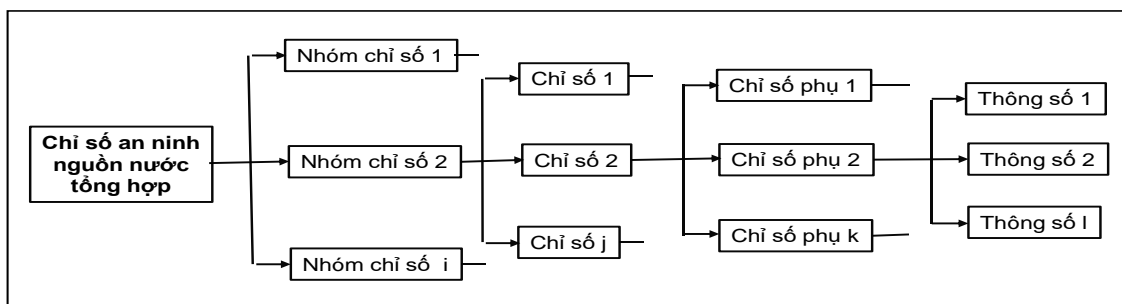 Chỉ số an ninh
nguồn nước
tổng hợp
Nhóm chỉ số 1
Nhóm chỉ số 2
Nhóm chỉ số i
Chỉ số 1
Chỉ số 2
Chỉ số j
Chỉ số phụ 1
Chỉ số phụ 2
Chỉ số phụ k
Thông số 1
Thông số 2
Thông số l